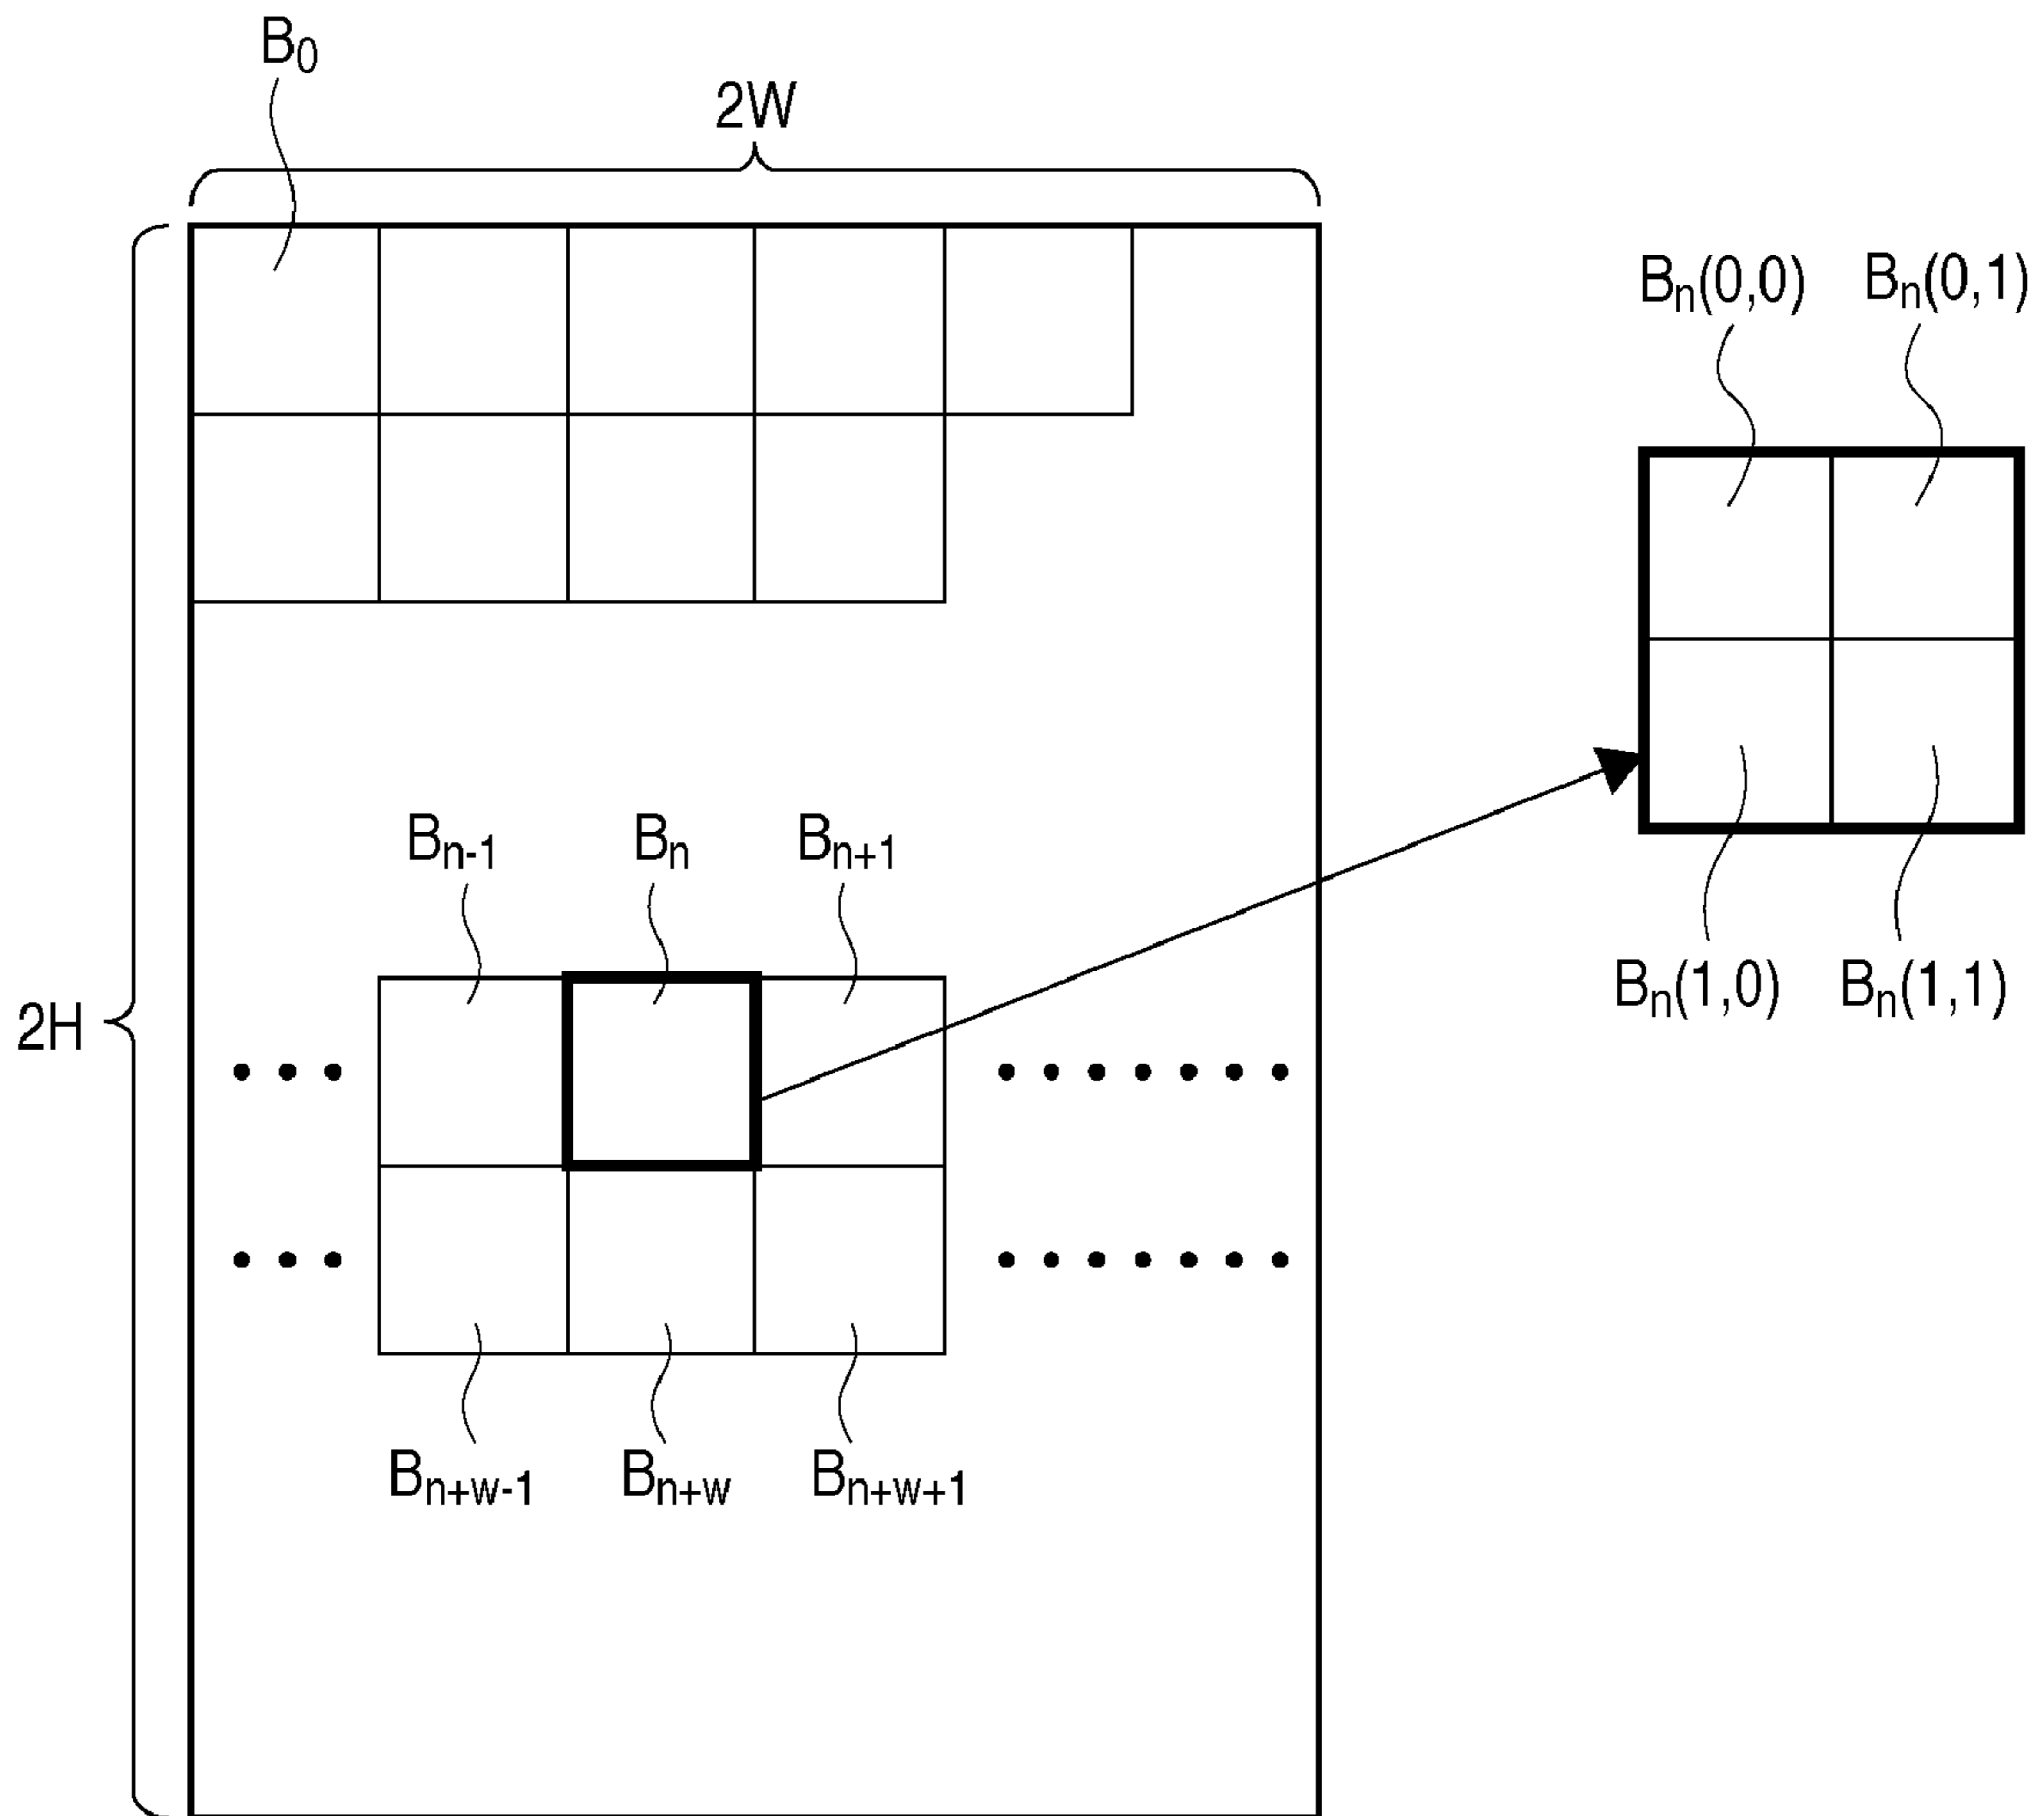 B0
2W
Bn(0,0) Bn(0,1)
Bn-1 Bn Bn+1
Bn(1,0) Bn(1,1)
2H
Bn+w-1 Bn+w Bn+w+1